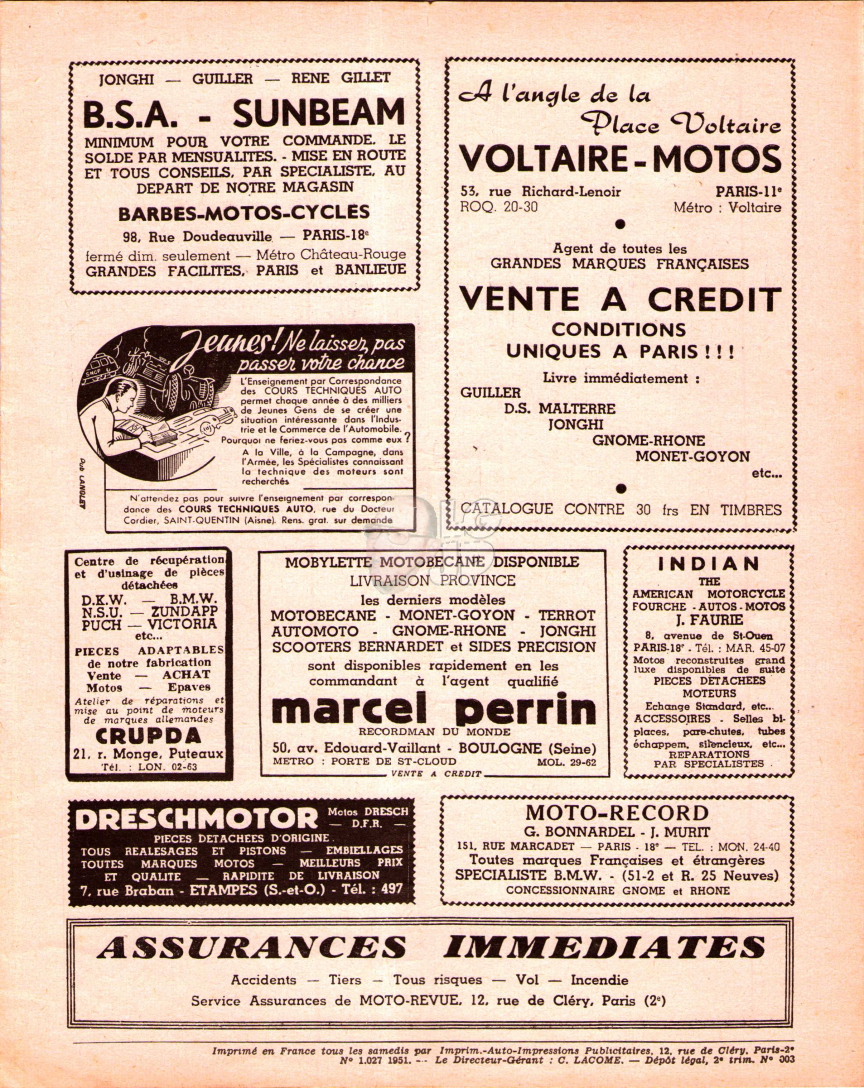 JONGHI — GUILLER — RENE GILLET
B.S.A. - SUNBEAM
MINIMUM POUR VOTRE COMMANDE. LE
SOLDE PAR MENSUALITES. - MISE EN ROUTE
ET TOUS CONSEILS, PAR SPECIALISTE, AU
DEPART DE NOTRE MAGASIN
BARBES-MOTOS-CYCLES
98, Rue Doudeauville — PARIS-18e
fermé dim. seulement — Métro Château-Rouge
GRANDES FACILITES, PARIS et BANLIEUE
A l'angle de la
Place Voltaire
VOLTAIRE-MOTOS
53, rue Richard-Lenoir PARIS-11e
ROQ. 20-30 Métro : Voltaire
Agent de toutes les
GRANDES MARQUES FRANÇAISES
VENTE A CREDIT
CONDITIONS
UNIQUES A PARIS ! ! !
Livre immédiatement :
GUILLER
D.S. MALTERRE
JONGHI
GNOME-RHONE
MONET-GOYON
etc...
CATALOGUE CONTRE 30 frs EN TIMBRES
Jeunes! Ne laissez pas
passer votre chance
SNCF
L'Enseignement par Correspondance
des COURS TECHNIQUES AUTO
permet chaque année à des milliers
de Jeunes Gens de se créer une
situation intéressante dans l'Indus-
trie et le Commerce de l'Automobile.
Pourquoi ne feriez-vous pas comme eux ?
A la Ville, à la Campagne, dans
l'Armée, les Spécialistes connaissant
la technique des moteurs sont
recherchés
Pub LANGLET
N'attendez pas pour suivre l'enseignement par correspon-
dance des COURS TECHNIQUES AUTO, rue du Docteur
Cordier, SAINT-QUENTIN (Aisne). Rens. grat. sur demande
Centre de récupération
et d'usinage de pièces
détachées
D.K.W. — B.M.W.
N.S.U. — ZUNDAPP
PUCH — VICTORIA
etc...
PIECES ADAPTABLES
de notre fabrication
Vente — ACHAT
Motos — Epaves
Atelier de réparations et
mise au point de moteurs
de marques allemandes
CRUPDA
21, r. Monge, Puteaux
Tél. : LON. 02-63
MOBYLETTE MOTOBECANE DISPONIBLE
LIVRAISON PROVINCE
les derniers modèles
MOTOBECANE - MONET-GOYON - TERROT
AUTOMOTO - GNOME-RHONE - JONGHI
SCOOTERS BERNARDET et SIDES PRECISION
sont disponibles rapidement en les
commandant à l'agent qualifié
marcel perrin
RECORDMAN DU MONDE
50, av. Edouard-Vaillant - BOULOGNE (Seine)
METRO : PORTE DE ST-CLOUD MOL. 29-62
VENTE A CREDIT
INDIAN
THE
AMERICAN MOTORCYCLE
FOURCHE - AUTOS - MOTOS
J. FAURIE
8, avenue de St-Ouen
PARIS-18e - Tél. : MAR. 45-07
Motos reconstruites grand
luxe disponibles de suite
PIECES DETACHEES
MOTEURS
Echange Standard, etc...
ACCESSOIRES - Selles bi-
places, pare-chutes, tubes
échappem, silencieux, etc...
REPARATIONS
PAR SPECIALISTES .
DRESCHMOTOR Motos DRESCH
— D.F.R. —
PIECES DETACHEES D'ORIGINE
TOUS REALESAGES ET PISTONS — EMBIELLAGES
TOUTES MARQUES MOTOS — MEILLEURS PRIX
ET QUALITE — RAPIDITE DE LIVRAISON
7, rue Braban - ETAMPES (S.-et-O.) - Tél. : 497
MOTO-RECORD
G. BONNARDEL - J. MURIT
151, RUE MARCADET — PARIS - 18e — TEL. : MON. 24-40
Toutes marques Françaises et étrangères
SPECIALISTE B.M.W. - (51-2 et R. 25 Neuves)
CONCESSIONNAIRE GNOME et RHONE
ASSURANCES IMMEDIATES
Accidents — Tiers — Tous risques — Vol — Incendie
Service Assurances de MOTO-REVUE, 12, rue de Cléry, Paris (2e)
Imprimé en France tous les samedis par Imprim.-Auto-Impressions Publicitaires, 12, rue de Cléry, Paris-2e
N° 1.027 1951. -- Le Directeur-Gérant : C. LACOME. — Dépôt légal, 2e trim. N° 003